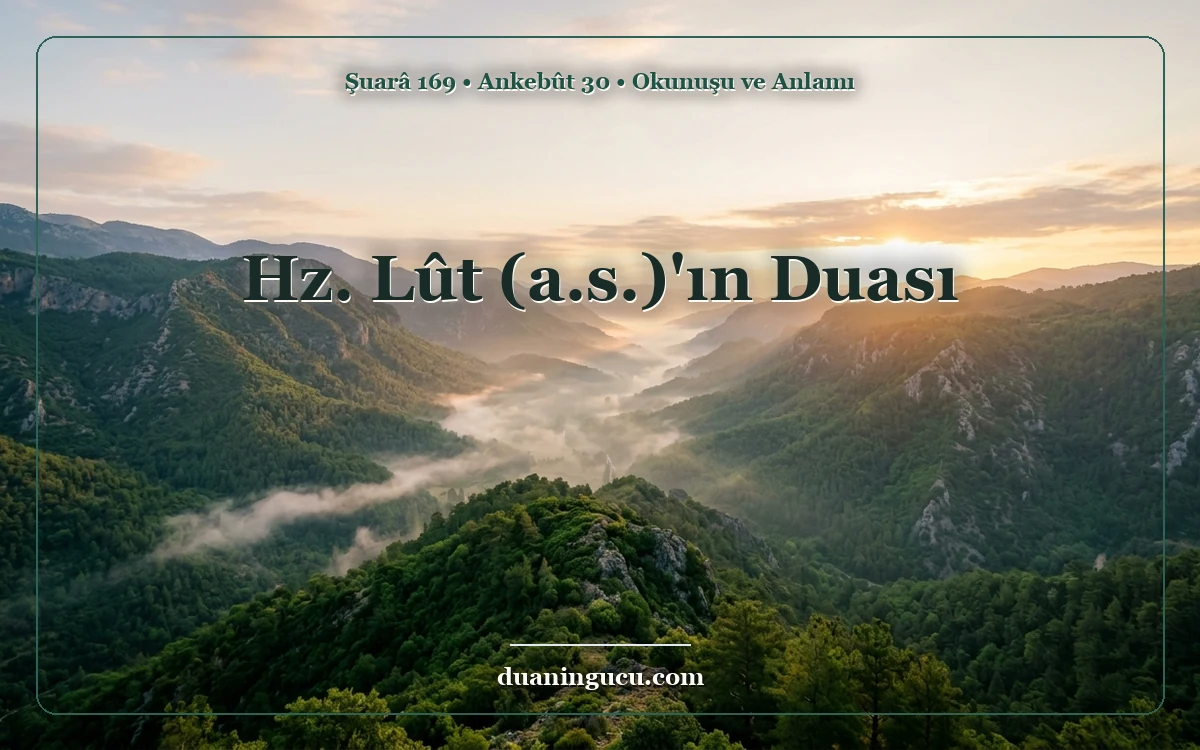 Şuarâ 169 • Ankebût 30 • Okunuşu ve Anlamı
Hz. Lût (a.s.)'ın Duası
duaningucu.com